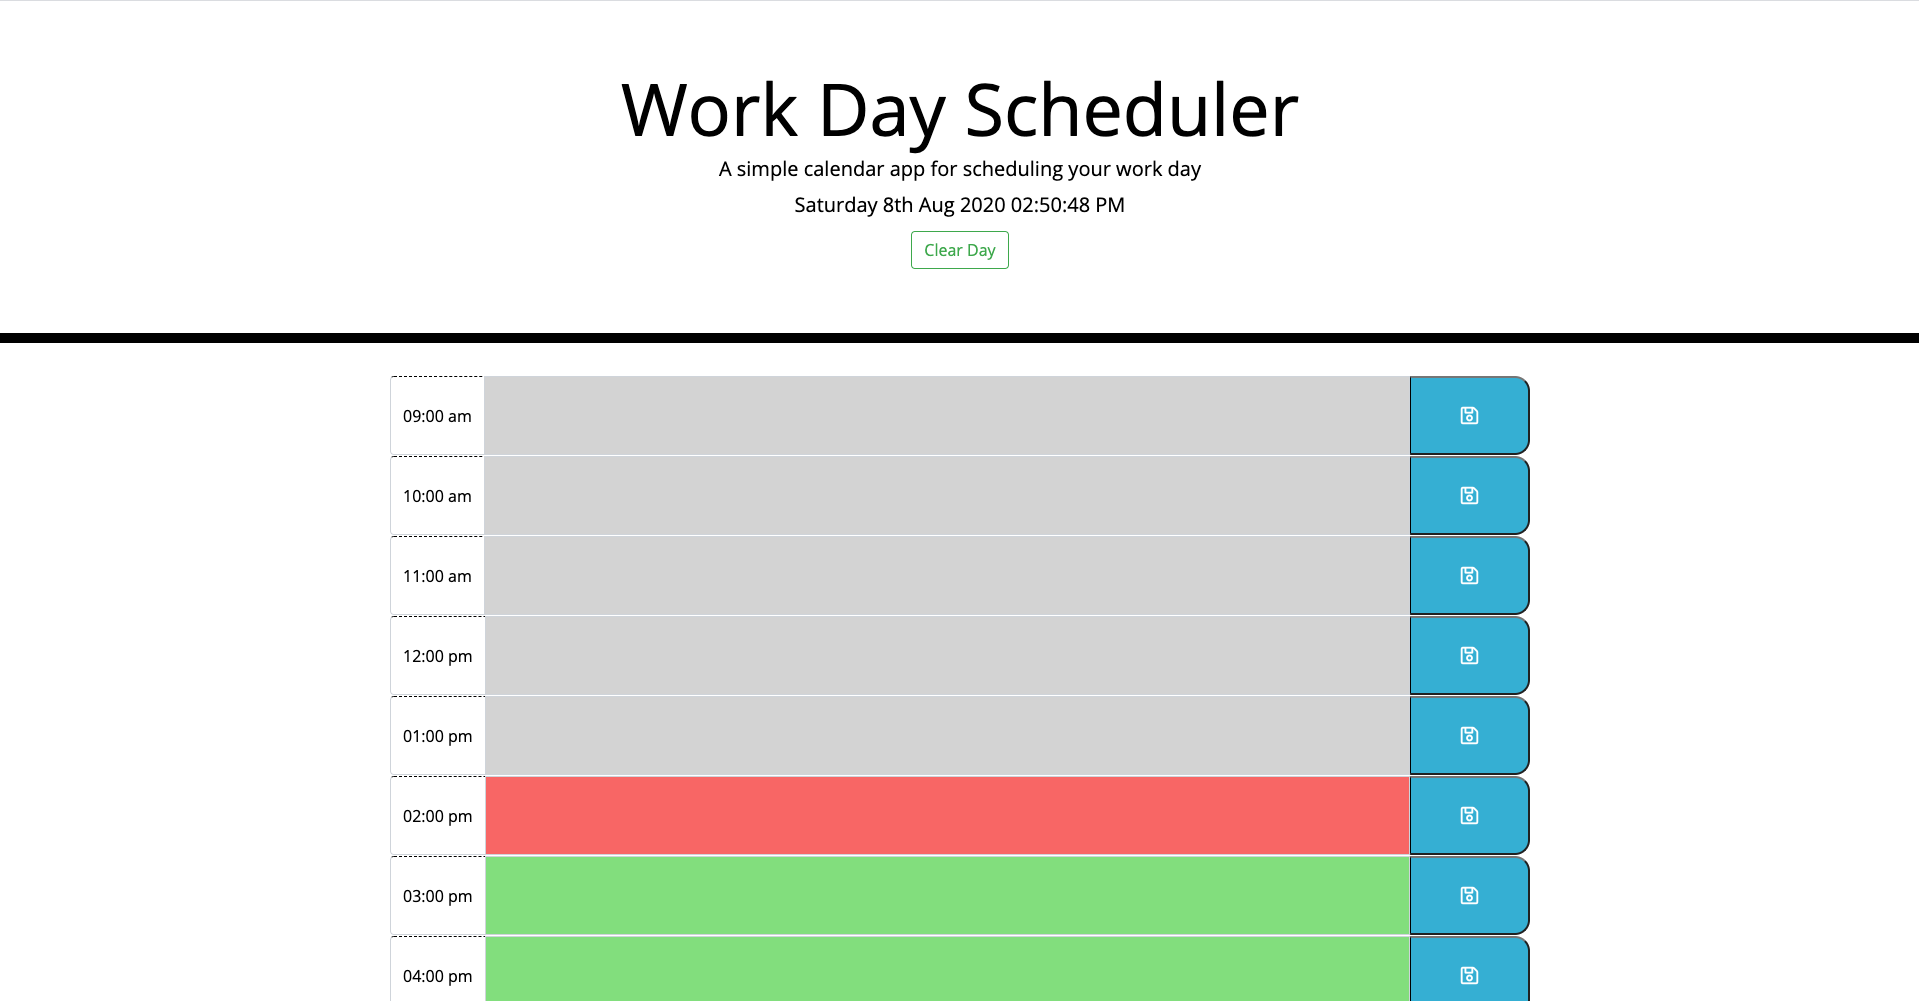 Work Day Scheduler
A simple calendar app for scheduling your work day
Saturday 8th Aug 2020 02:50:48 PM
Clear Day
09:00 am
10:00 am
11:00 am
12:00 pm
01:00 pm
02:00 pm
03:00 pm
04:00 pm